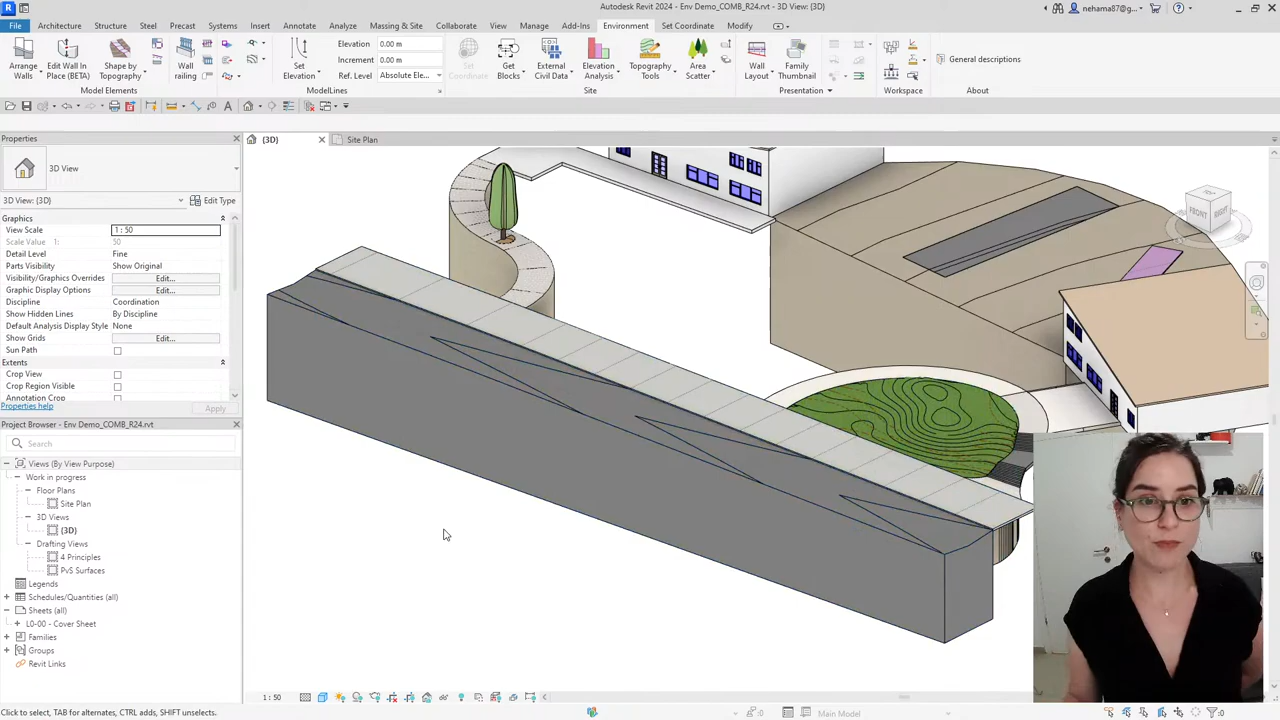 Autodesk Revit 2024 - Env Demo_COMB_R24.rvt - 3D View: {3D}
nehama87@g...
File
Architecture
Structure
Steel
Precast
Systems
Insert
Annotate
Analyze
Massing & Site
Collaborate
View
Manage
Add-Ins
Environment
Set Coordinate
Modify
Arrange Walls
Edit Wall In Place (BETA)
Shape by Topography
Wall railing
Model Elements
Set Elevation
Elevation
0.00 m
Increment
0.00 m
Ref. Level
Absolute Ele...
ModelLines
Set Coordinate
Get Blocks
External Civil Data
Elevation Analysis
Topography Tools
Area Scatter
Site
Wall Layout
Family Thumbnail
Presentation
Workspace
General descriptions
About
Properties
{3D}
Site Plan
3D View
3D View: {3D}
Edit Type
Graphics
View Scale
1 : 50
Scale Value 1:
50
Detail Level
Fine
Parts Visibility
Show Original
Visibility/Graphics Overrides
Edit...
Graphic Display Options
Edit...
Discipline
Coordination
Show Hidden Lines
By Discipline
Default Analysis Display Style
None
Show Grids
Edit...
Sun Path
Extents
Crop View
Crop Region Visible
Annotation Crop
Properties help
Apply
Project Browser - Env Demo_COMB_R24.rvt
Search
Views (By View Purpose)
Work in progress
Floor Plans
Site Plan
3D Views
{3D}
Drafting Views
4 Principles
PvS Surfaces
Legends
Schedules/Quantities (all)
Sheets (all)
L0-00 - Cover Sheet
Families
Groups
Revit Links
TOP
FRONT
RIGHT
1 : 50
Click to select, TAB for alternates, CTRL adds, SHIFT unselects.
:0
Main Model
:0